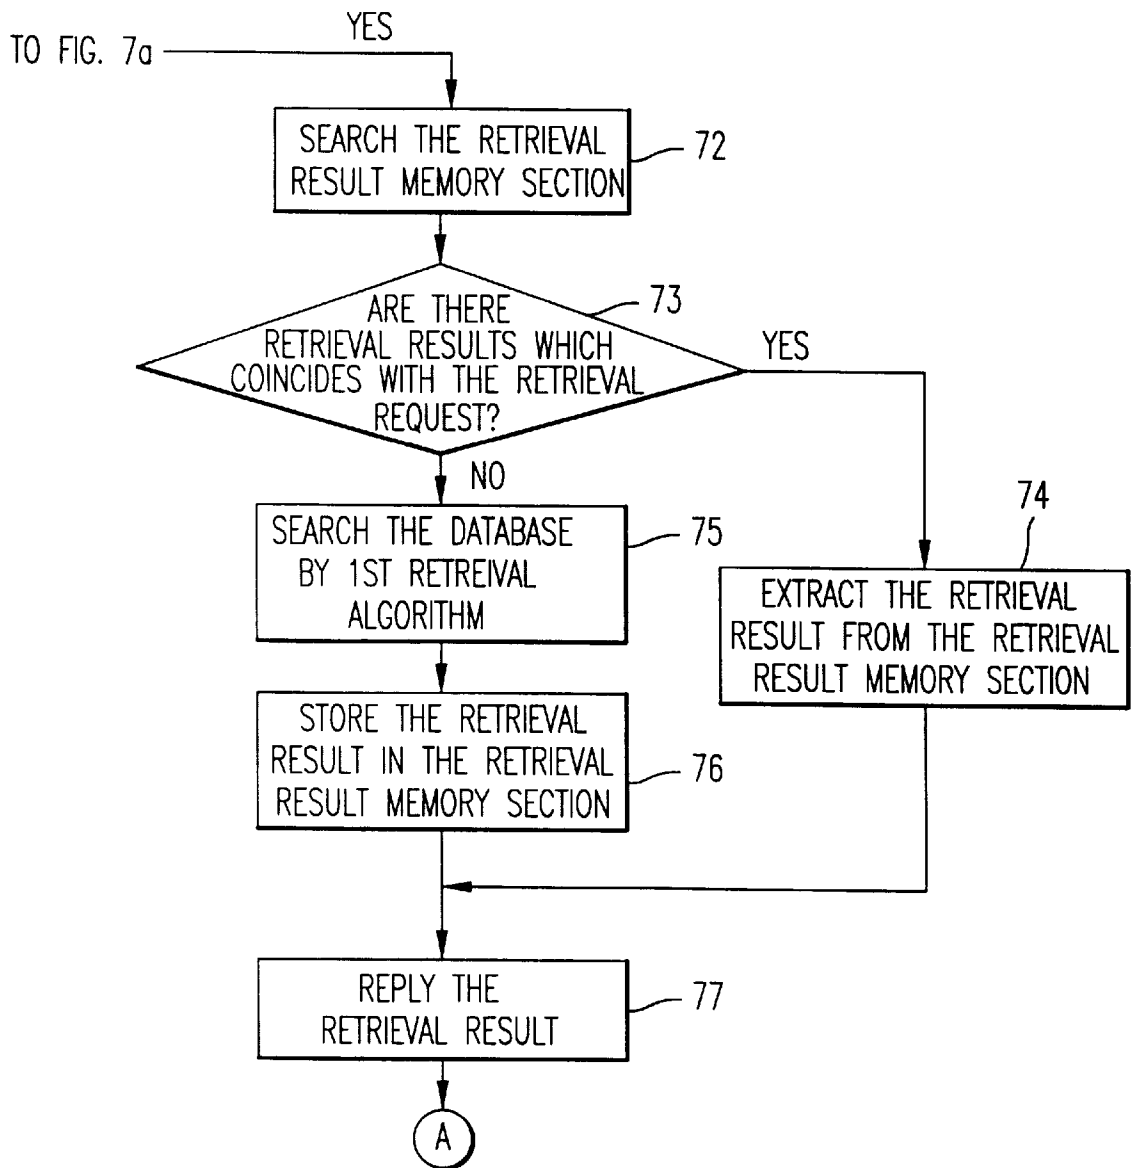 YES
TO FIG. 7a
SEARCH THE RETRIEVAL
RESULT MEMORY SECTION
72
ARE THERE
RETRIEVAL RESULTS WHICH
COINCIDES WITH THE RETRIEVAL
REQUEST?
73
YES
NO
SEARCH THE DATABASE
BY 1ST RETREIVAL
ALGORITHM
75
74
EXTRACT THE RETRIEVAL
RESULT FROM THE RETRIEVAL
RESULT MEMORY SECTION
STORE THE RETRIEVAL
RESULT IN THE RETRIEVAL
RESULT MEMORY SECTION
76
REPLY THE
RETRIEVAL RESULT
77
A